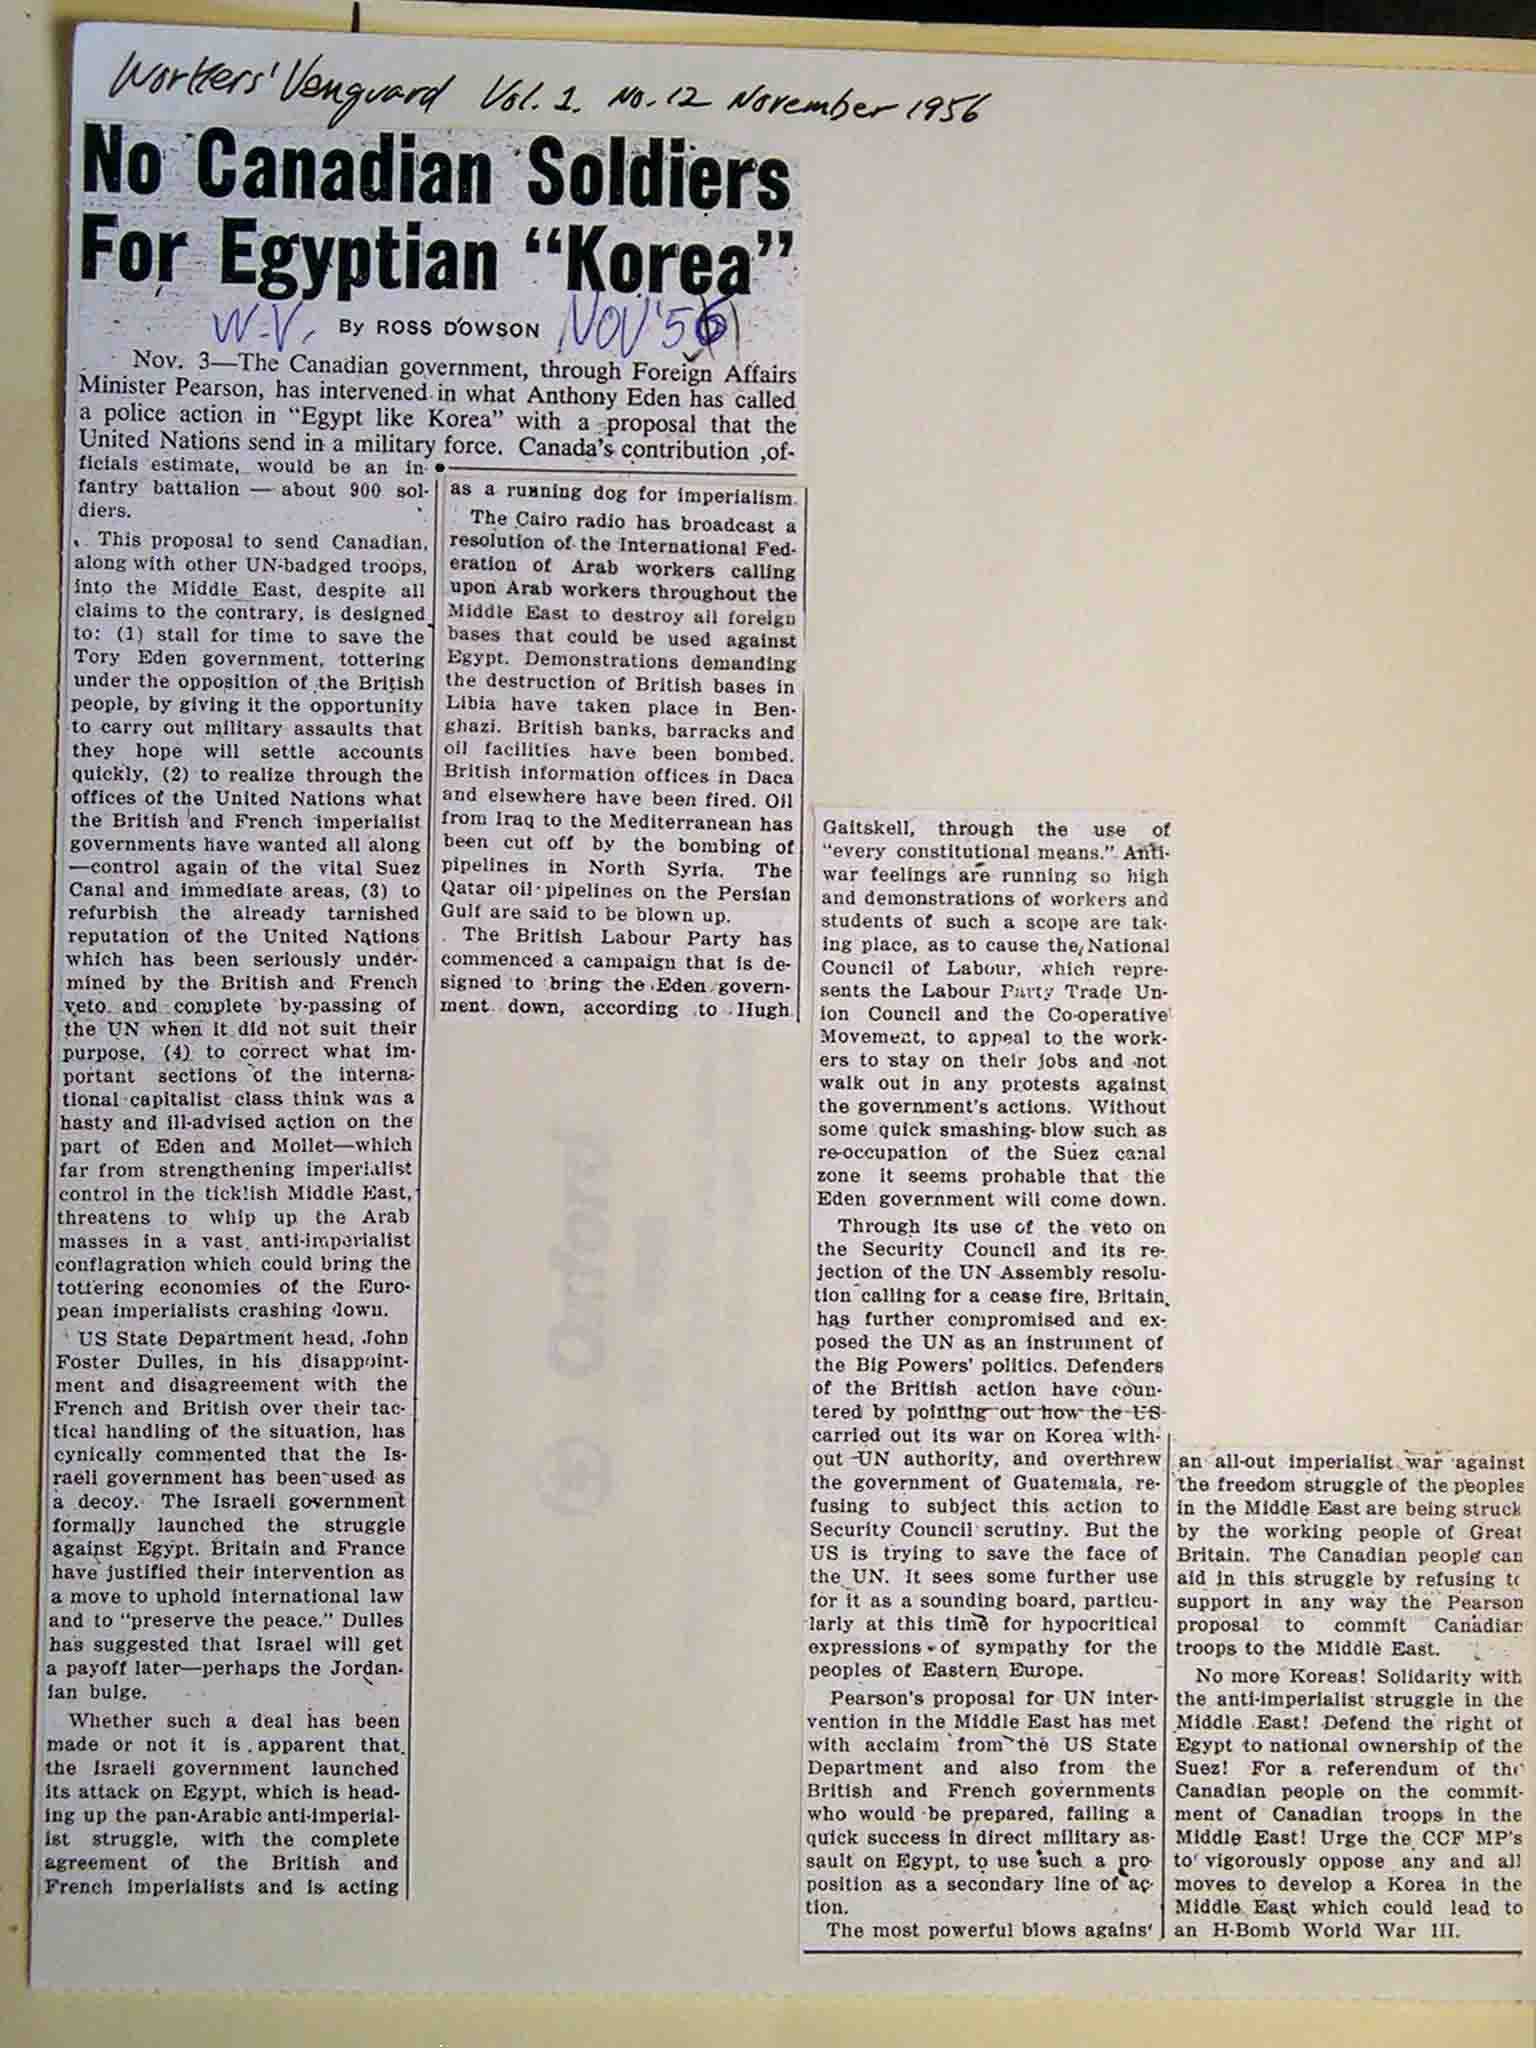 Workers' Vanguard Vol. 1. No. 12 November 1956
No Canadian Soldiers
For Egyptian "Korea"
W.V. By ROSS DOWSON NOV '56
Nov. 3—The Canadian government, through Foreign Affairs
Minister Pearson, has intervened in what Anthony Eden has called
a police action in "Egypt like Korea" with a proposal that the
United Nations send in a military force. Canada's contribution ,of-
ficials estimate, would be an in-
fantry battalion — about 900 sol-
diers.
This proposal to send Canadian,
along with other UN-badged troops,
into the Middle East, despite all
claims to the contrary, is designed
to: (1) stall for time to save the
Tory Eden government, tottering
under the opposition of the British
people, by giving it the opportunity
to carry out military assaults that
they hope will settle accounts
quickly, (2) to realize through the
offices of the United Nations what
the British and French imperialist
governments have wanted all along
—control again of the vital Suez
Canal and immediate areas, (3) to
refurbish the already tarnished
reputation of the United Nations
which has been seriously under-
mined by the British and French
veto and complete by-passing of
the UN when it did not suit their
purpose, (4) to correct what im-
portant sections of the interna-
tional capitalist class think was a
hasty and ill-advised action on the
part of Eden and Mollet—which
far from strengthening imperialist
control in the ticklish Middle East,
threatens to whip up the Arab
masses in a vast anti-imperialist
conflagration which could bring the
tottering economies of the Euro-
pean imperialists crashing down.
US State Department head, John
Foster Dulles, in his disappoint-
ment and disagreement with the
French and British over their tac-
tical handling of the situation, has
cynically commented that the Is-
raeli government has been used as
a decoy. The Israeli government
formally launched the struggle
against Egypt. Britain and France
have justified their intervention as
a move to uphold international law
and to "preserve the peace." Dulles
has suggested that Israel will get
a payoff later—perhaps the Jordan-
ian bulge.
Whether such a deal has been
made or not it is apparent that
the Israeli government launched
its attack on Egypt, which is head-
ing up the pan-Arabic anti-imperial-
ist struggle, with the complete
agreement of the British and
French imperialists and is acting
as a running dog for imperialism.
The Cairo radio has broadcast a
resolution of the International Fed-
eration of Arab workers calling
upon Arab workers throughout the
Middle East to destroy all foreign
bases that could be used against
Egypt. Demonstrations demanding
the destruction of British bases in
Libia have taken place in Ben-
ghazi. British banks, barracks and
oil facilities have been bombed.
British information offices in Daca
and elsewhere have been fired. Oil
from Iraq to the Mediterranean has
been cut off by the bombing of
pipelines in North Syria. The
Qatar oil pipelines on the Persian
Gulf are said to be blown up.
The British Labour Party has
commenced a campaign that is de-
signed to bring the Eden govern-
ment down, according to Hugh
Gaitskell, through the use of
"every constitutional means." Anti-
war feelings are running so high
and demonstrations of workers and
students of such a scope are tak-
ing place, as to cause the National
Council of Labour, which repre-
sents the Labour Party Trade Un-
ion Council and the Co-operative
Movement, to appeal to the work-
ers to stay on their jobs and not
walk out in any protests against
the government's actions. Without
some quick smashing blow such as
re-occupation of the Suez canal
zone it seems probable that the
Eden government will come down.
Through its use of the veto on
the Security Council and its re-
jection of the UN Assembly resolu-
tion calling for a cease fire, Britain
has further compromised and ex-
posed the UN as an instrument of
the Big Powers' politics. Defenders
of the British action have coun-
tered by pointing out how the US
carried out its war on Korea with-
out UN authority, and overthrew
the government of Guatemala, re-
fusing to subject this action to
Security Council scrutiny. But the
US is trying to save the face of
the UN. It sees some further use
for it as a sounding board, particu-
larly at this time for hypocritical
expressions of sympathy for the
peoples of Eastern Europe.
Pearson's proposal for UN inter-
vention in the Middle East has met
with acclaim from the US State
Department and also from the
British and French governments
who would be prepared, failing a
quick success in direct military as-
sault on Egypt, to use such a pro-
position as a secondary line of ac-
tion.
The most powerful blows agains'
an all-out imperialist war against
the freedom struggle of the peoples
in the Middle East are being struck
by the working people of Great
Britain. The Canadian people can
aid in this struggle by refusing to
support in any way the Pearson
proposal to commit Canadian
troops to the Middle East.
No more Koreas! Solidarity with
the anti-imperialist struggle in the
Middle East! Defend the right of
Egypt to national ownership of the
Suez! For a referendum of the
Canadian people on the commit-
ment of Canadian troops in the
Middle East! Urge the CCF MP's
to vigorously oppose any and all
moves to develop a Korea in the
Middle East which could lead to
an H-Bomb World War III.
Oxford